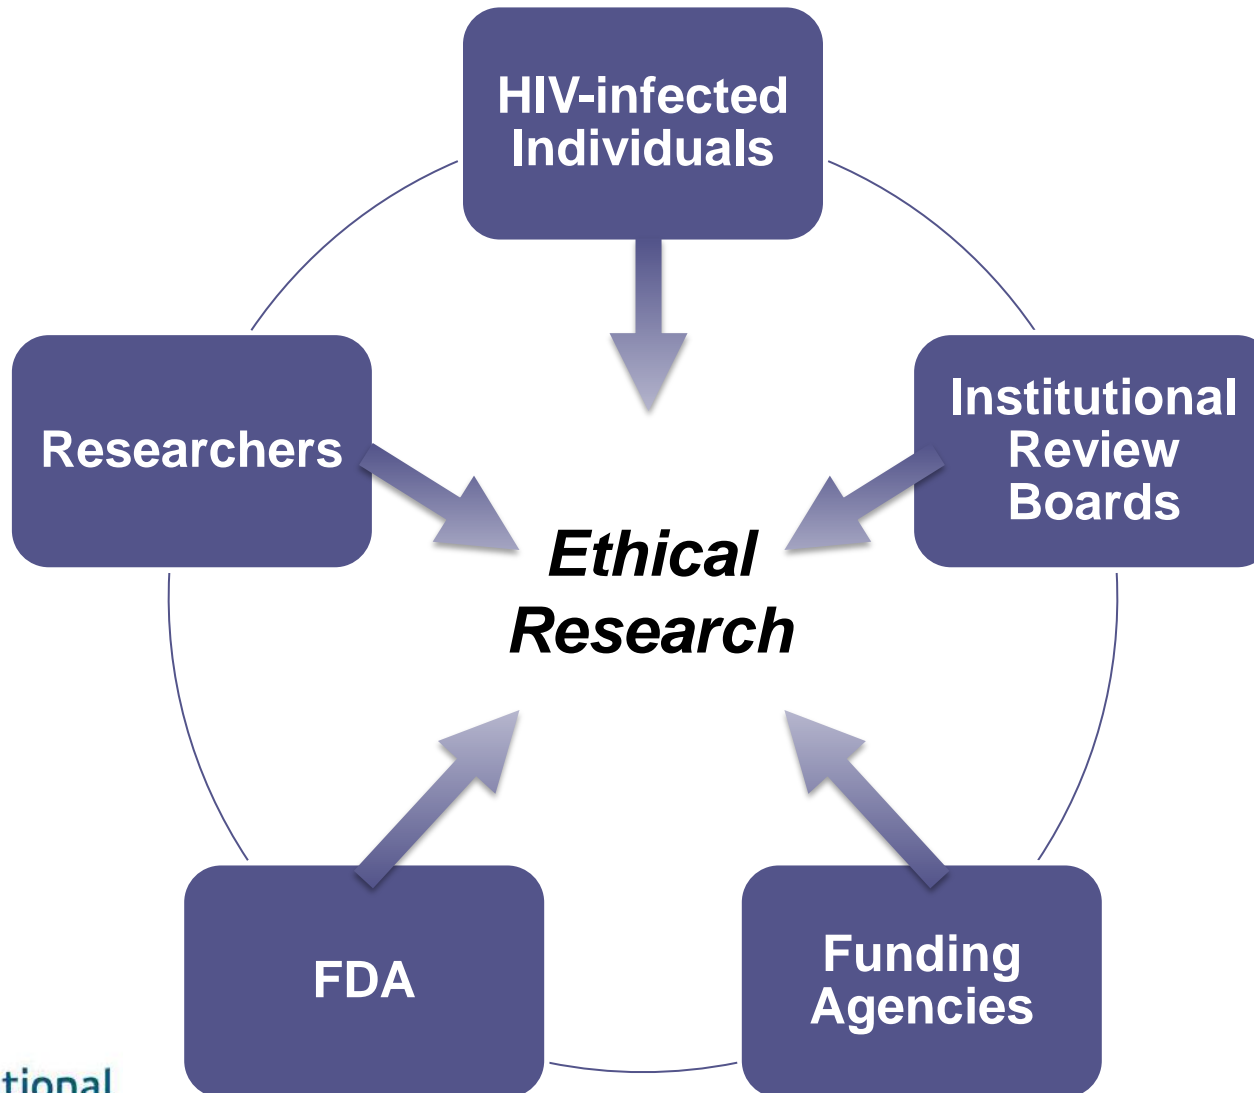 HIV-infected
Individuals
Researchers
Institutional
Review
Boards
Ethical
Research
FDA
Funding
Agencies